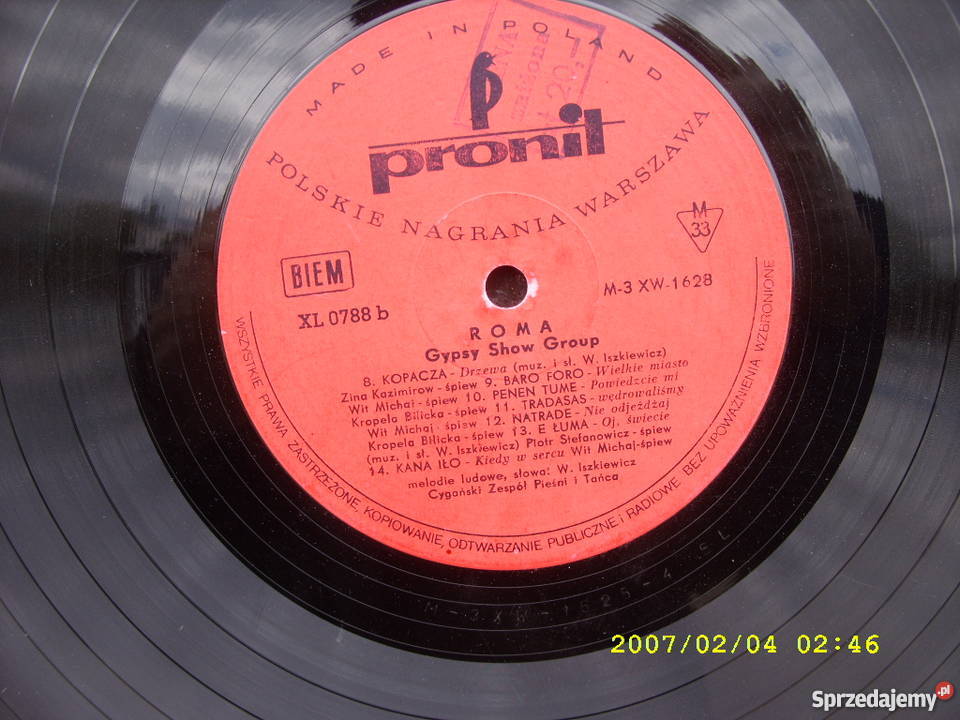 MADE IN POLAND
pronit
POLSKIE NAGRANIA WARSZAWA
M
33
BIEM
M-3 XW-1628
XL 0788 b
ROMA
Gypsy Show Group
8. KOPACZA - Drzewa (muz. i sł. W. Iszkiewicz)
Zina Kazimirow - śpiew 9. BARO FORO - Wielkie miasto
Wit Michaj - śpiew 10. PENEN TUME - Powiedzcie mi
Kropela Bilicka - śpiew 11. TRADASAS - wędrowaliśmy
Wit Michaj - śpiew 12. NATRADE - Nie odjeżdżaj
Kropela Bilicka - śpiew 13. E ŁUMA - Oj, świecie
(muz. i sł. W. Iszkiewicz) Piotr Stefanowicz - śpiew
14. KANA IŁO - Kiedy w sercu Wit Michaj-śpiew
melodie ludowe, słowa: W. Iszkiewicz
Cygański Zespół Pieśni i Tańca
WSZYSTKIE PRAWA ZASTRZEŻONE, KOPIOWANIE, ODTWARZANIE PUBLICZNE i RADIOWE BEZ UPOWAŻNIENIA WZBRONIONE
20,-
2007/02/04 02:46
Sprzedajemy.pl